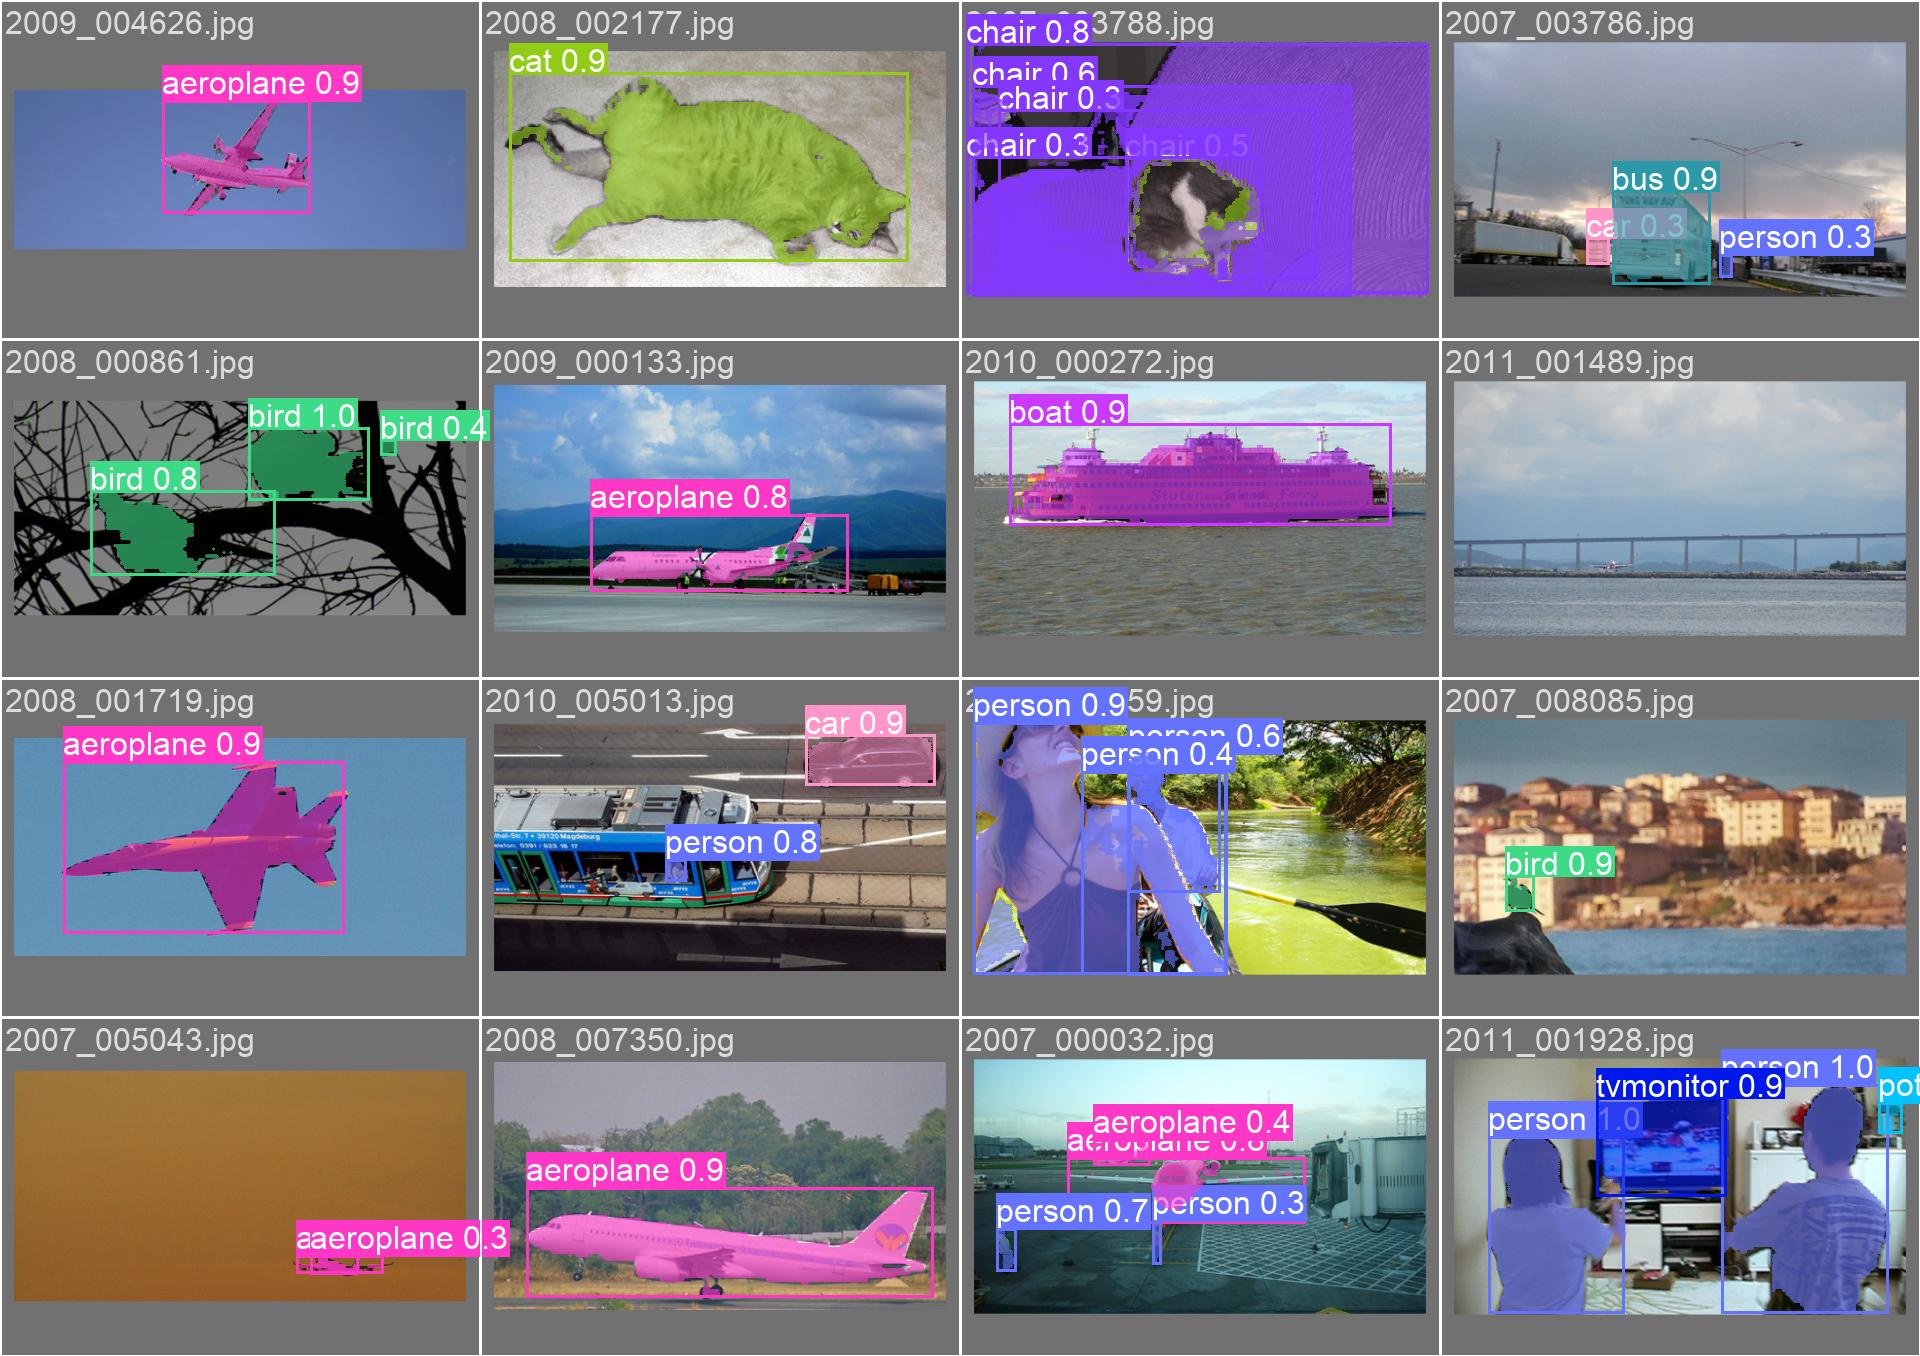 2009_004626.jpg
aeroplane 0.9
2008_002177.jpg
cat 0.9
3788.jpg
chair 0.8
chair 0.6
chair 0.3
chair 0.3
chair 0.5
2007_003786.jpg
bus 0.9
car 0.3
person 0.3
2008_000861.jpg
bird 1.0
bird 0.4
bird 0.8
2009_000133.jpg
aeroplane 0.8
2010_000272.jpg
boat 0.9
Staten Island Ferry
2011_001489.jpg
2008_001719.jpg
aeroplane 0.9
2010_005013.jpg
car 0.9
person 0.8
39120 Magdeburg
59.jpg
person 0.9
person 0.6
person 0.4
2007_008085.jpg
bird 0.9
2007_005043.jpg
aaeroplane 0.3
2008_007350.jpg
aeroplane 0.9
2007_000032.jpg
aeroplane 0.4
aeroplane 0.8
person 0.7
person 0.3
2011_001928.jpg
person 1.0
tvmonitor 0.9
pot
person 1.0